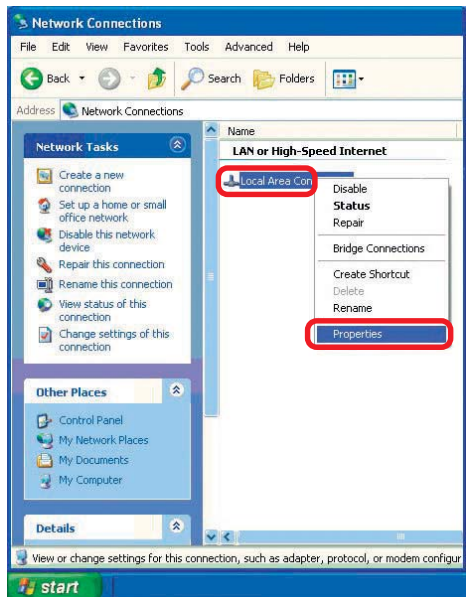 Network Connections
File Edit View Favorites Tools Advanced Help
Back Search Folders
Address Network Connections
Network Tasks
Create a new
connection
Set up a home or small
office network
Disable this network
device
Repair this connection
Rename this connection
View status of this
connection
Change settings of this
connection
Other Places
Control Panel
My Network Places
My Documents
My Computer
Details
Name
LAN or High-Speed Internet
Local Area Con
Disable
Status
Repair
Bridge Connections
Create Shortcut
Delete
Rename
Properties
View or change settings for this connection, such as adapter, protocol, or modem configur
start